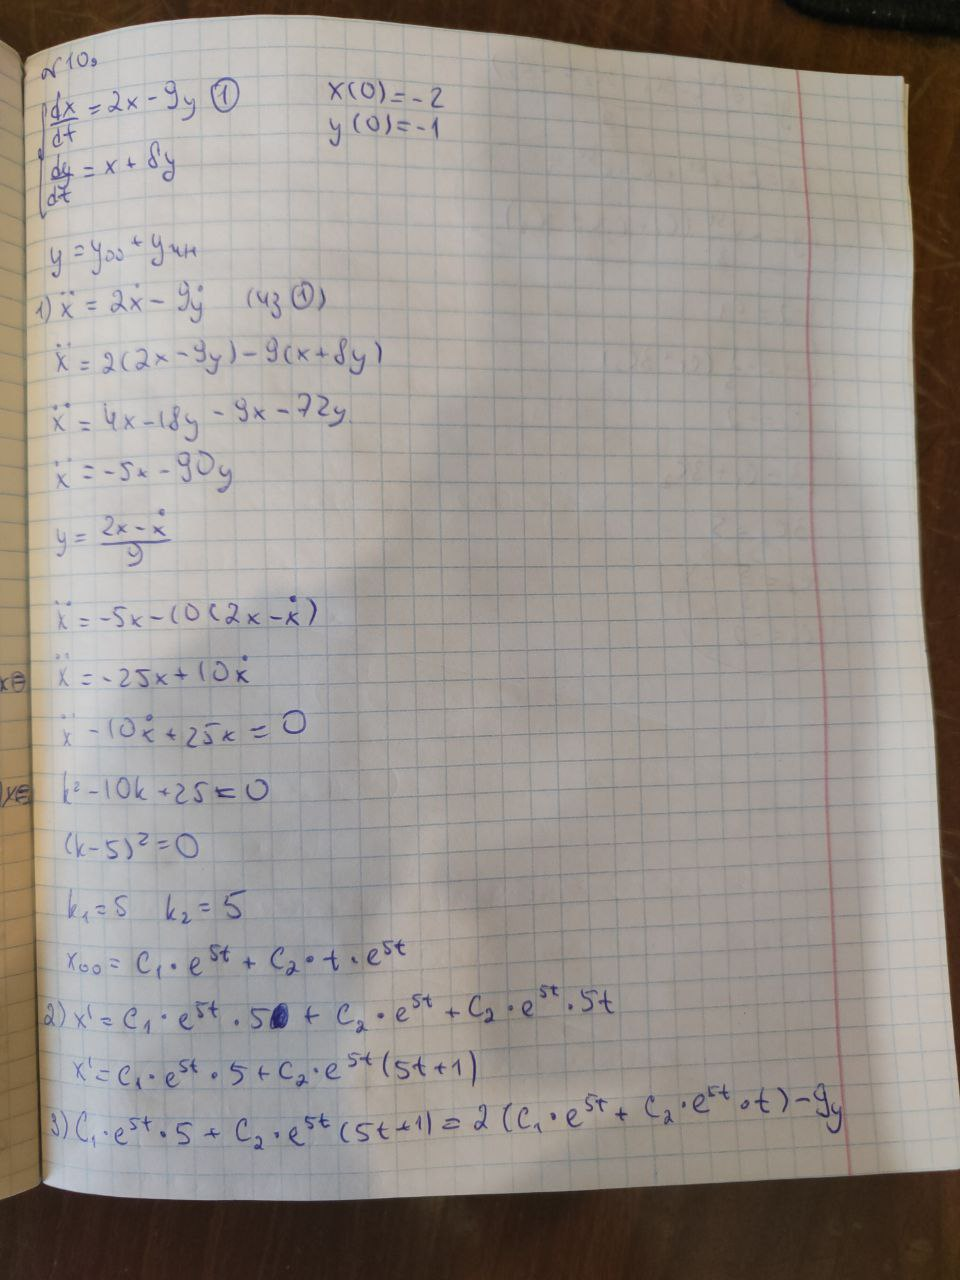 №10.
dx/dt = 2x - 9y ① x(0) = -2
dy/dt = x + 8y y(0) = -1
y = yоо + yчн
1) ẍ = 2ẋ - 9ẏ (из ①)
ẍ = 2(2x - 9y) - 9(x + 8y)
ẍ = 4x - 18y - 9x - 72y
ẍ = -5x - 90y
y = (2x - ẋ)/9
ẍ = -5x - 10(2x - ẋ)
ẍ = -25x + 10ẋ
ẍ - 10ẋ + 25x = 0
k² - 10k + 25 = 0
(k - 5)² = 0
k₁ = 5 k₂ = 5
xоо = C₁ · e^5t + C₂ · t · e^5t
2) x' = C₁ · e^5t · 5 + C₂ · e^5t + C₂ · e^5t · 5t
x' = C₁ · e^5t · 5 + C₂ · e^5t (5t + 1)
3) C₁ · e^5t · 5 + C₂ · e^5t (5t + 1) = 2 (C₁ · e^5t + C₂ · e^5t · t) - 9y